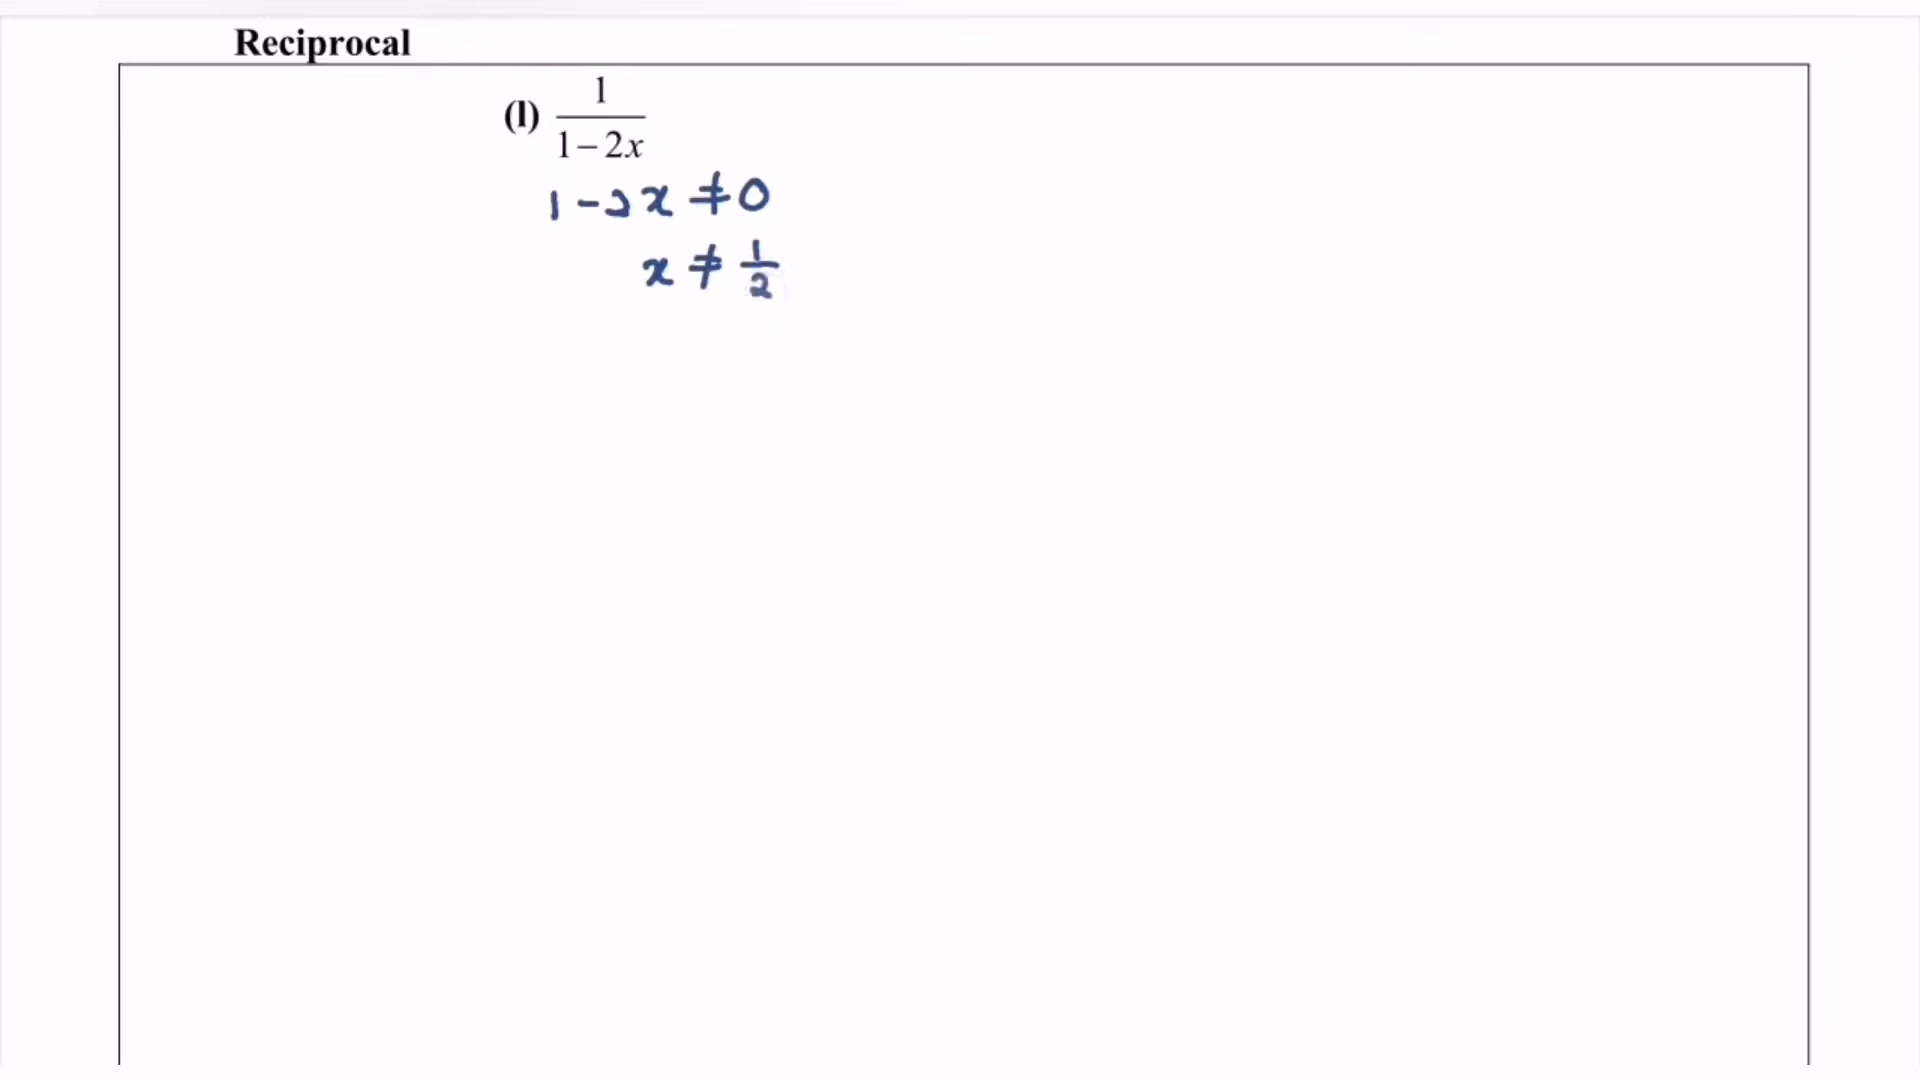 Reciprocal
(l) 1/(1−2x)
1−2x ≠ 0
x ≠ 1/2